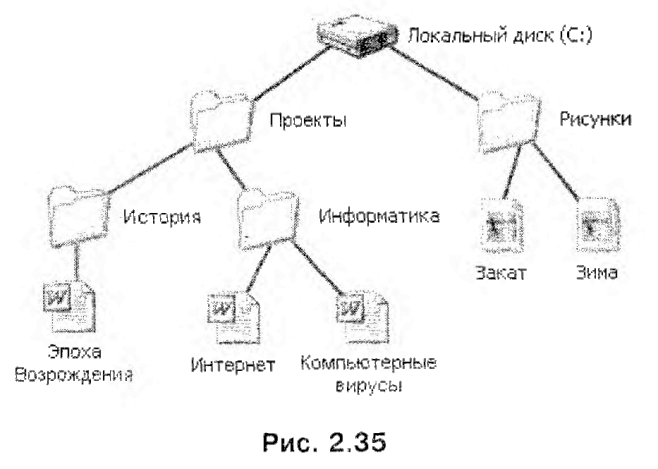 Локальный диск (C:)
Проекты
Рисунки
История
Информатика
Закат
Зима
Эпоха
Возрождения
Интернет
Компьютерные
вирусы
Рис. 2.35